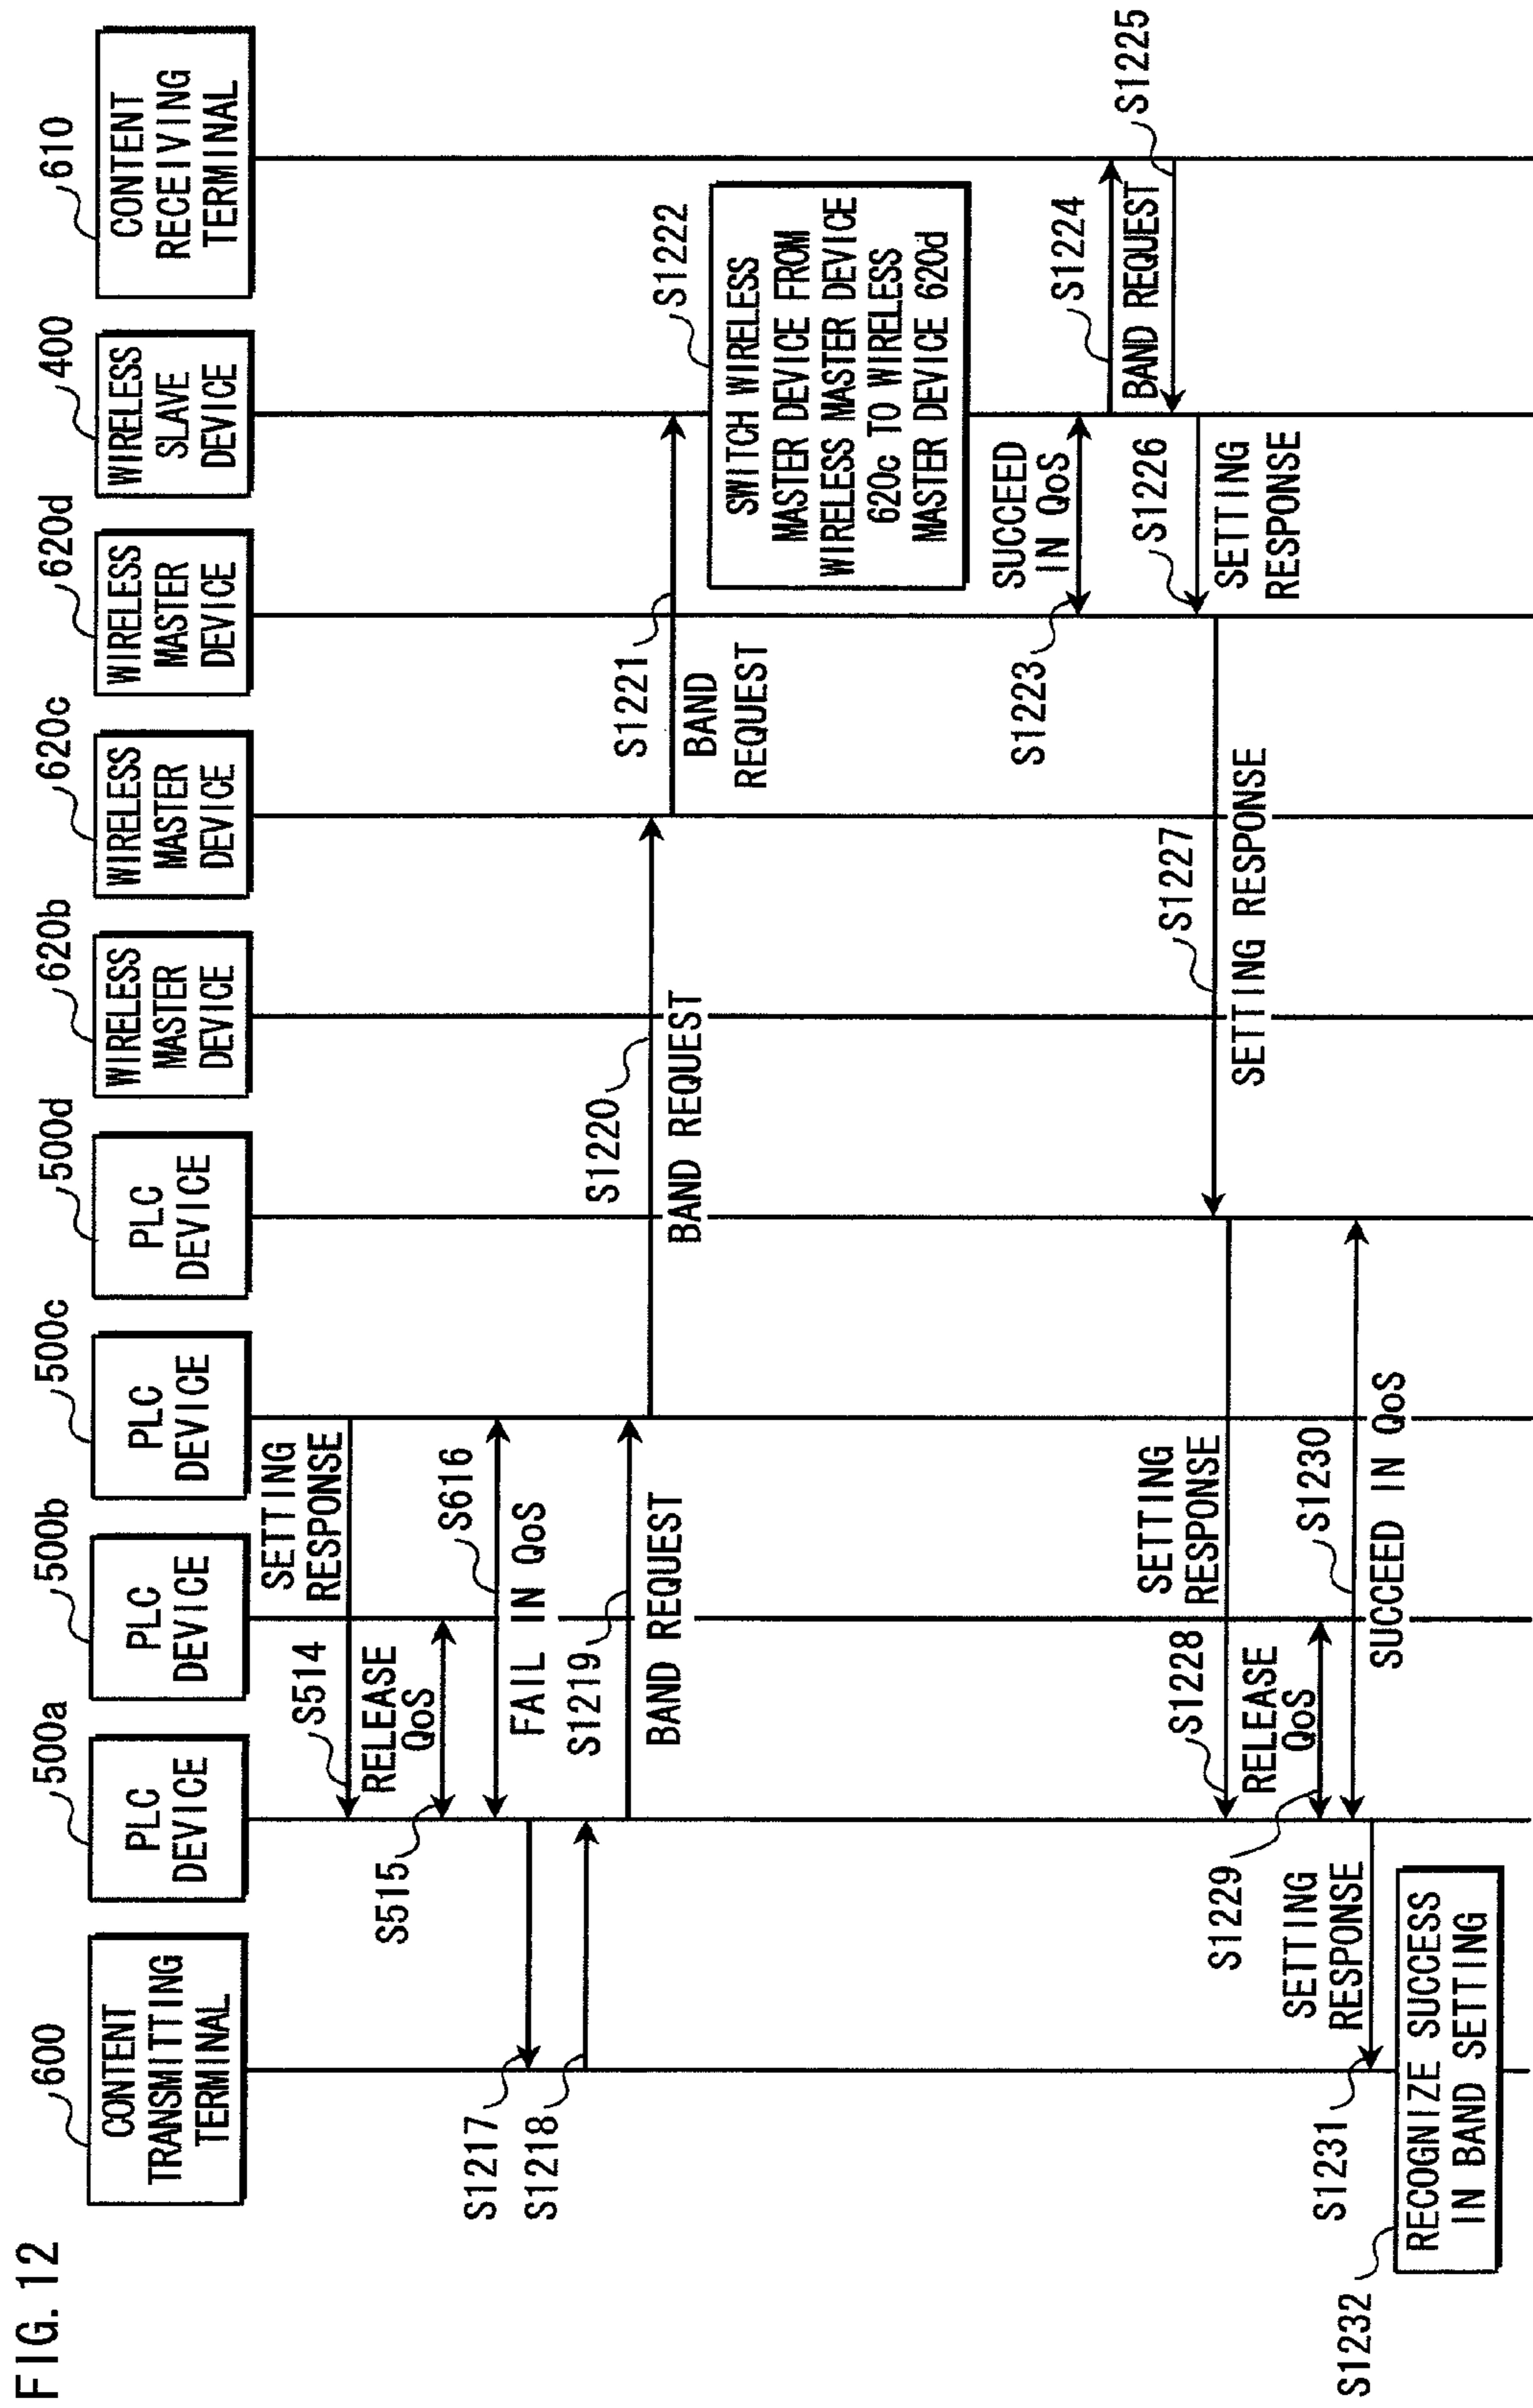 FIG. 12
600
CONTENT
TRANSMITTING
TERMINAL
500a
PLC
DEVICE
500b
PLC
DEVICE
500c
PLC
DEVICE
500d
PLC
DEVICE
620b
WIRELESS
MASTER
DEVICE
620c
WIRELESS
MASTER
DEVICE
620d
WIRELESS
MASTER
DEVICE
400
WIRELESS
SLAVE
DEVICE
610
CONTENT
RECEIVING
TERMINAL
SETTING
RESPONSE
S514
RELEASE
QoS
S515
S616
FAIL IN QoS
S1217
S1218
S1219
BAND REQUEST
S1220
BAND REQUEST
S1221
BAND
REQUEST
S1222
SWITCH WIRELESS
MASTER DEVICE FROM
WIRELESS MASTER DEVICE
620c TO WIRELESS
MASTER DEVICE 620d
SUCCEED
IN QoS
S1223
S1224
BAND REQUEST
S1225
S1226
SETTING
RESPONSE
S1227
SETTING RESPONSE
SETTING
RESPONSE
S1228
RELEASE
QoS
S1229
S1230
SUCCEED IN QoS
SETTING
RESPONSE
S1231
S1232
RECOGNIZE SUCCESS
IN BAND SETTING